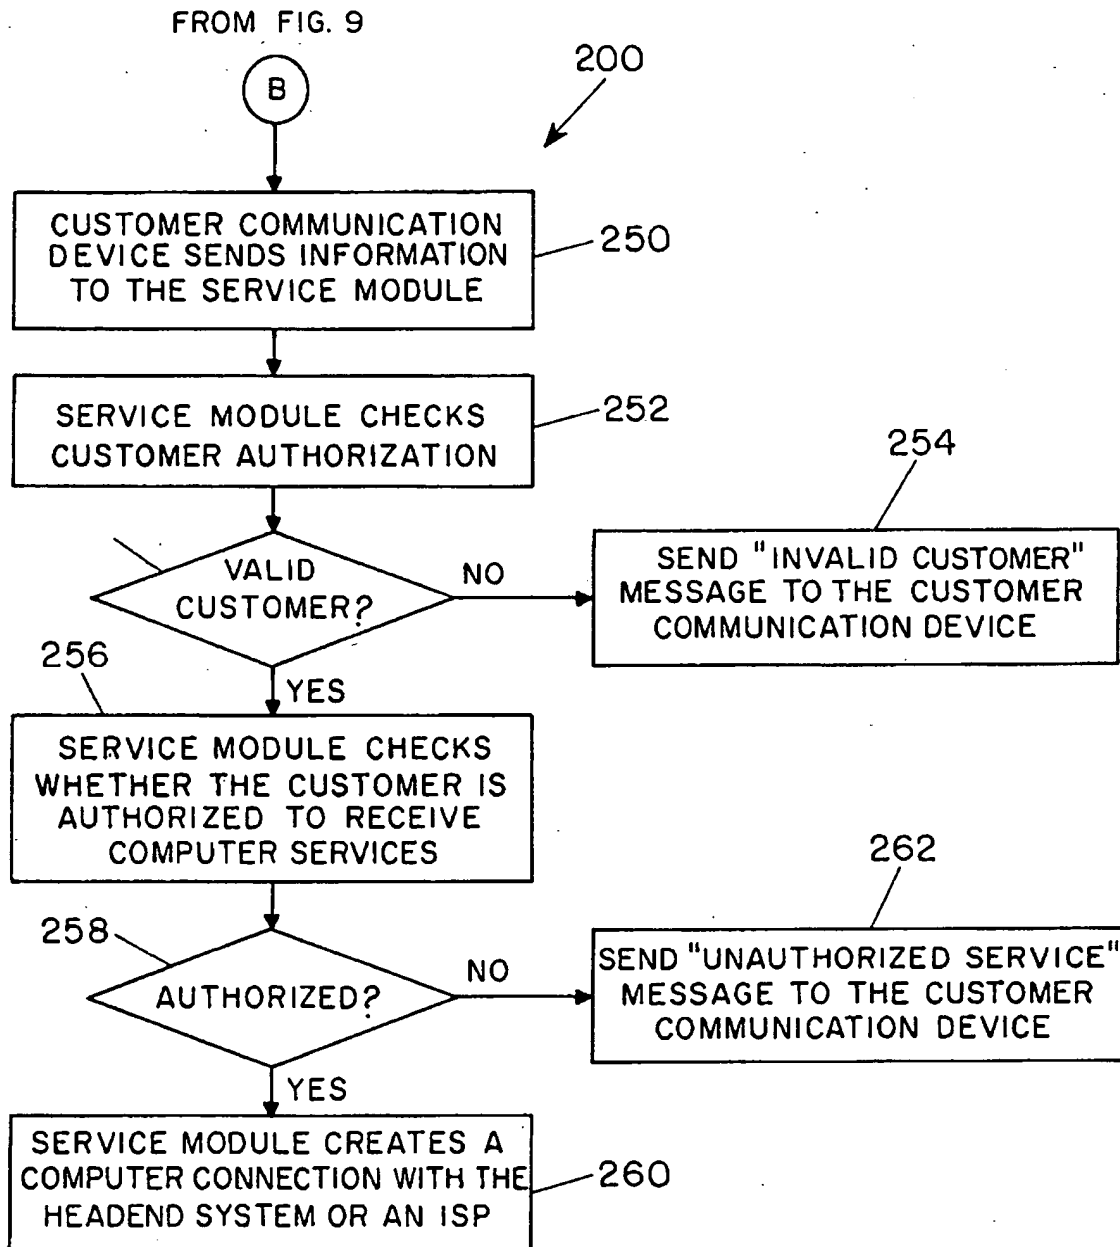 FROM FIG. 9
B
200
CUSTOMER COMMUNICATION
DEVICE SENDS INFORMATION
TO THE SERVICE MODULE
250
SERVICE MODULE CHECKS
CUSTOMER AUTHORIZATION
252
254
VALID
CUSTOMER?
NO
SEND "INVALID CUSTOMER"
MESSAGE TO THE CUSTOMER
COMMUNICATION DEVICE
256
YES
SERVICE MODULE CHECKS
WHETHER THE CUSTOMER IS
AUTHORIZED TO RECEIVE
COMPUTER SERVICES
262
258
AUTHORIZED?
NO
SEND "UNAUTHORIZED SERVICE"
MESSAGE TO THE CUSTOMER
COMMUNICATION DEVICE
YES
SERVICE MODULE CREATES A
COMPUTER CONNECTION WITH THE
HEADEND SYSTEM OR AN ISP
260